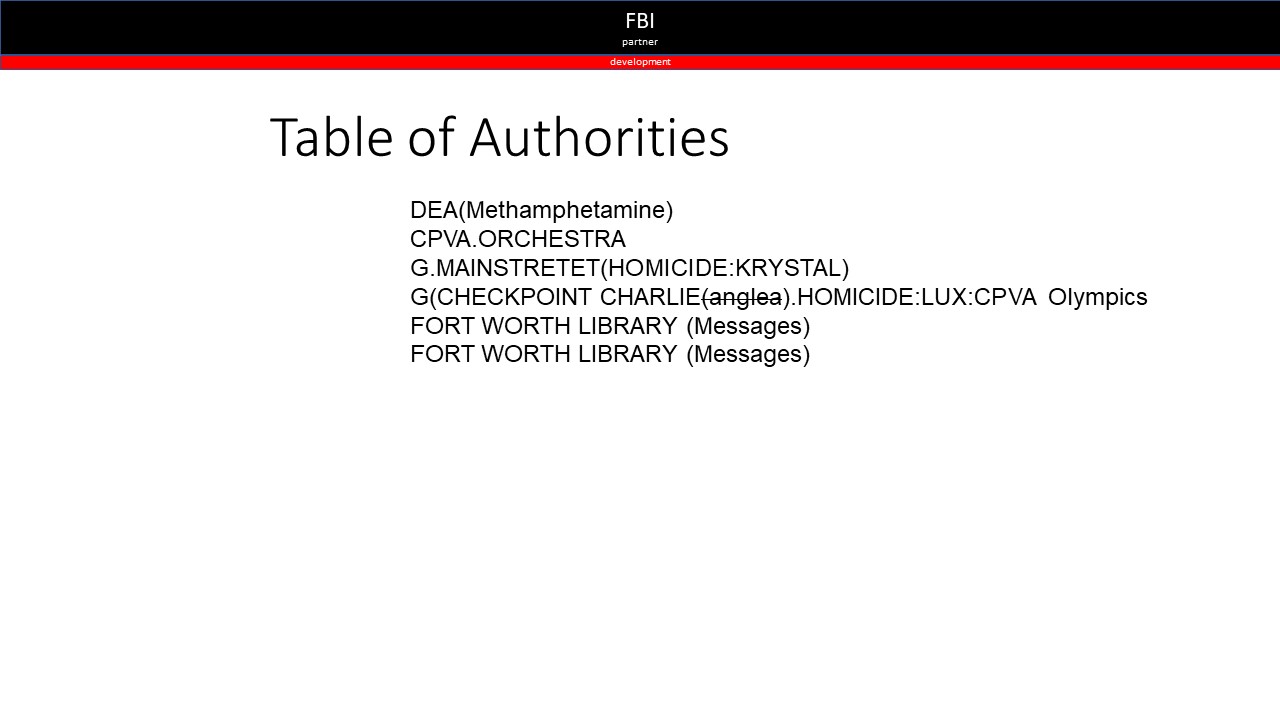 FBI
partner
development
Table of Authorities
DEA(Methamphetamine)
CPVA.ORCHESTRA
G.MAINSTRETET(HOMICIDE:KRYSTAL)
G(CHECKPOINT CHARLIE(anglea).HOMICIDE:LUX:CPVA Olympics
FORT WORTH LIBRARY (Messages)
FORT WORTH LIBRARY (Messages)